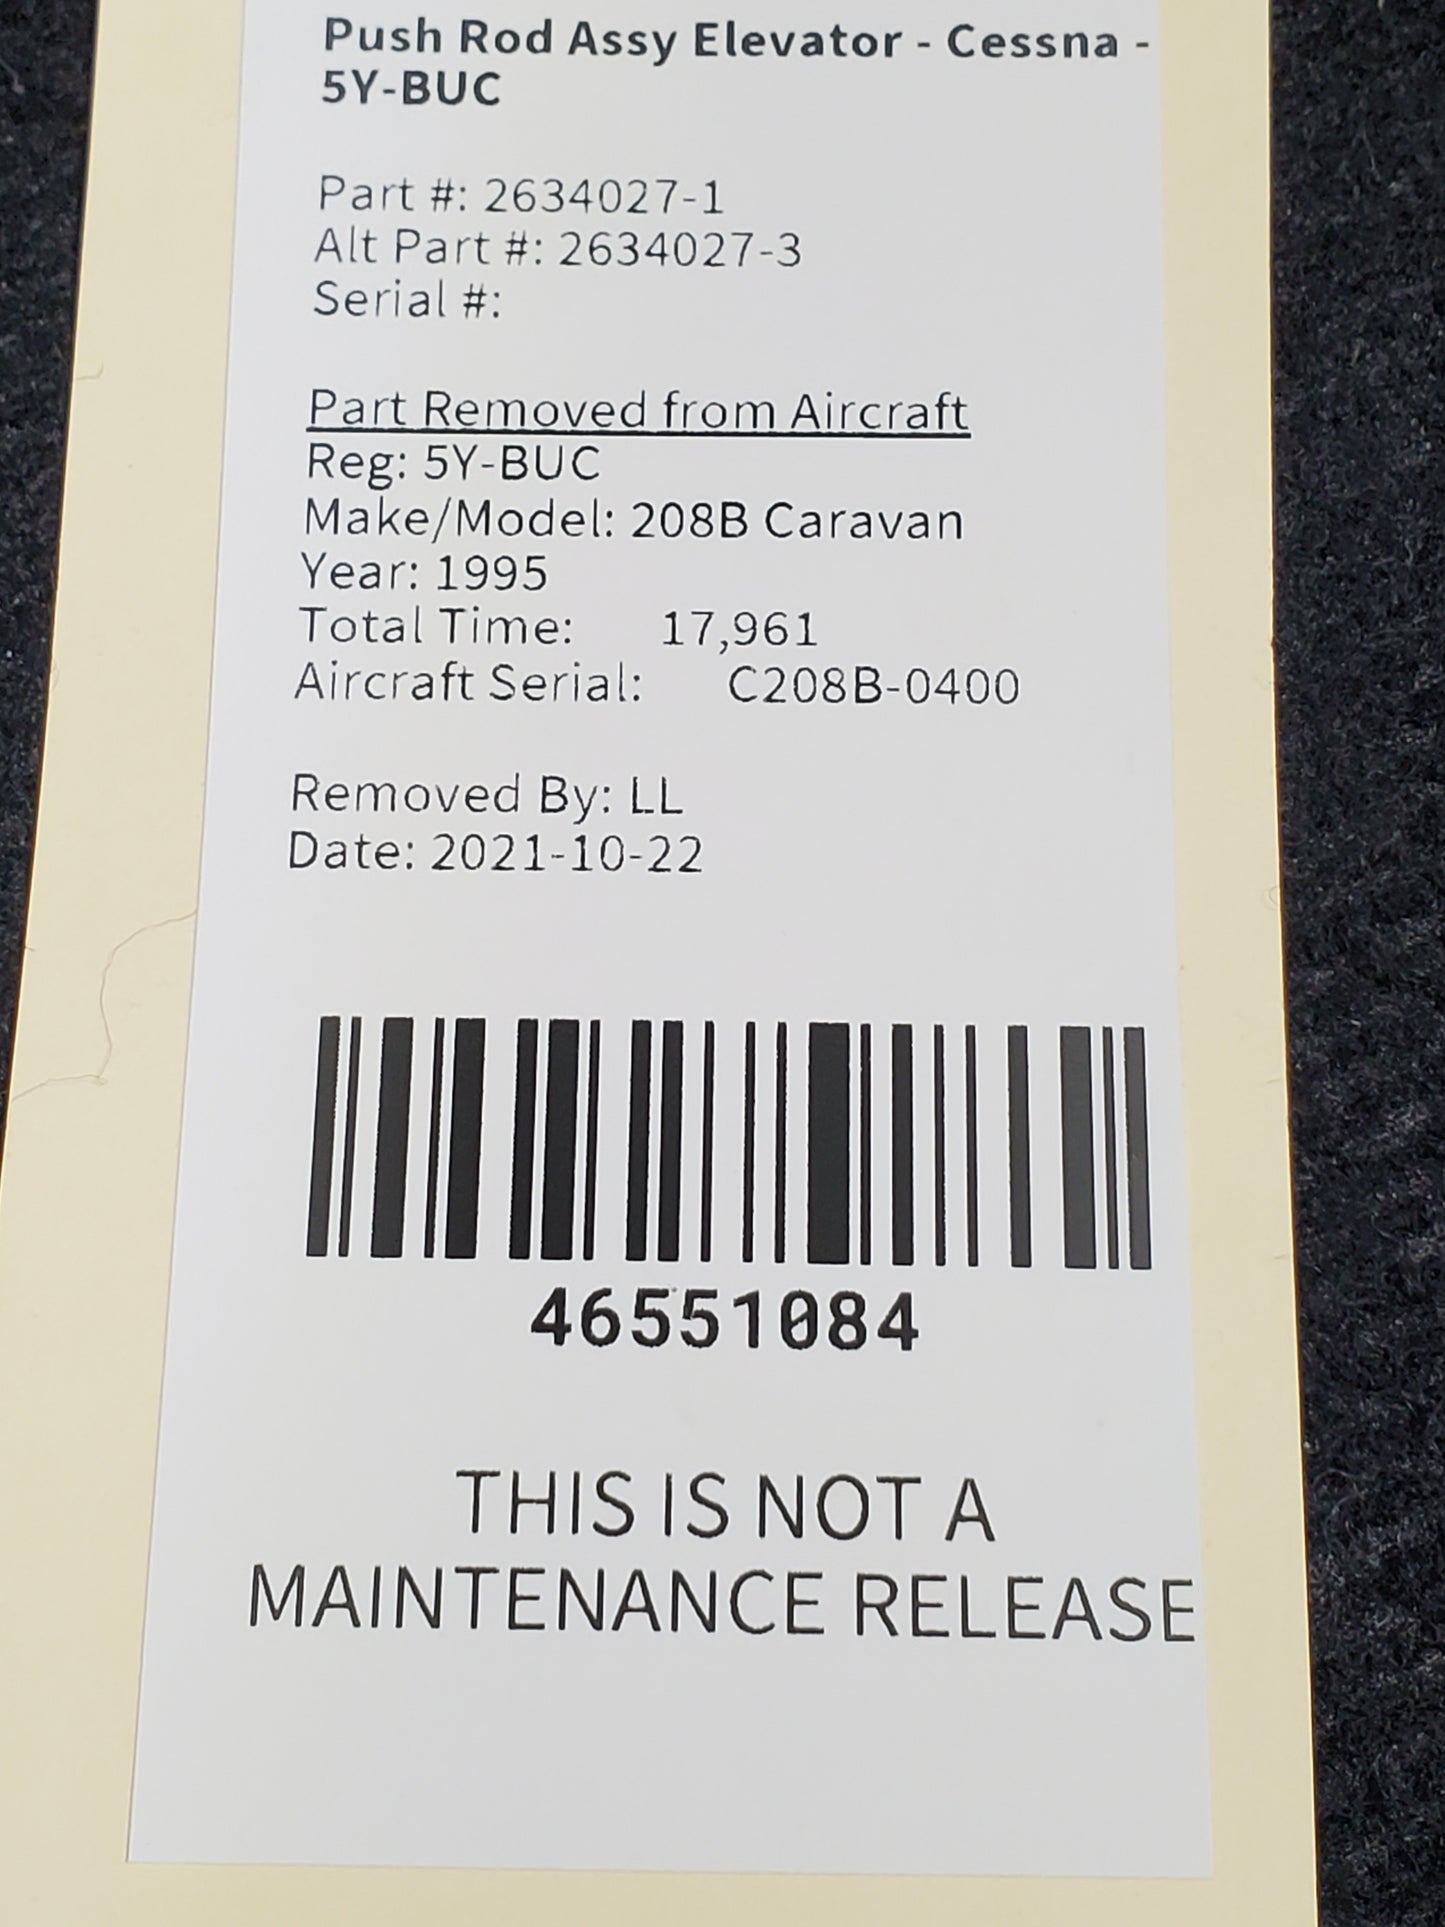 Push Rod Assy Elevator - Cessna -
5Y-BUC
Part #: 2634027-1
Alt Part #: 2634027-3
Serial #:
Part Removed from Aircraft
Reg: 5Y-BUC
Make/Model: 208B Caravan
Year: 1995
Total Time: 17,961
Aircraft Serial: C208B-0400
Removed By: LL
Date: 2021-10-22
46551084
THIS IS NOT A
MAINTENANCE RELEASE